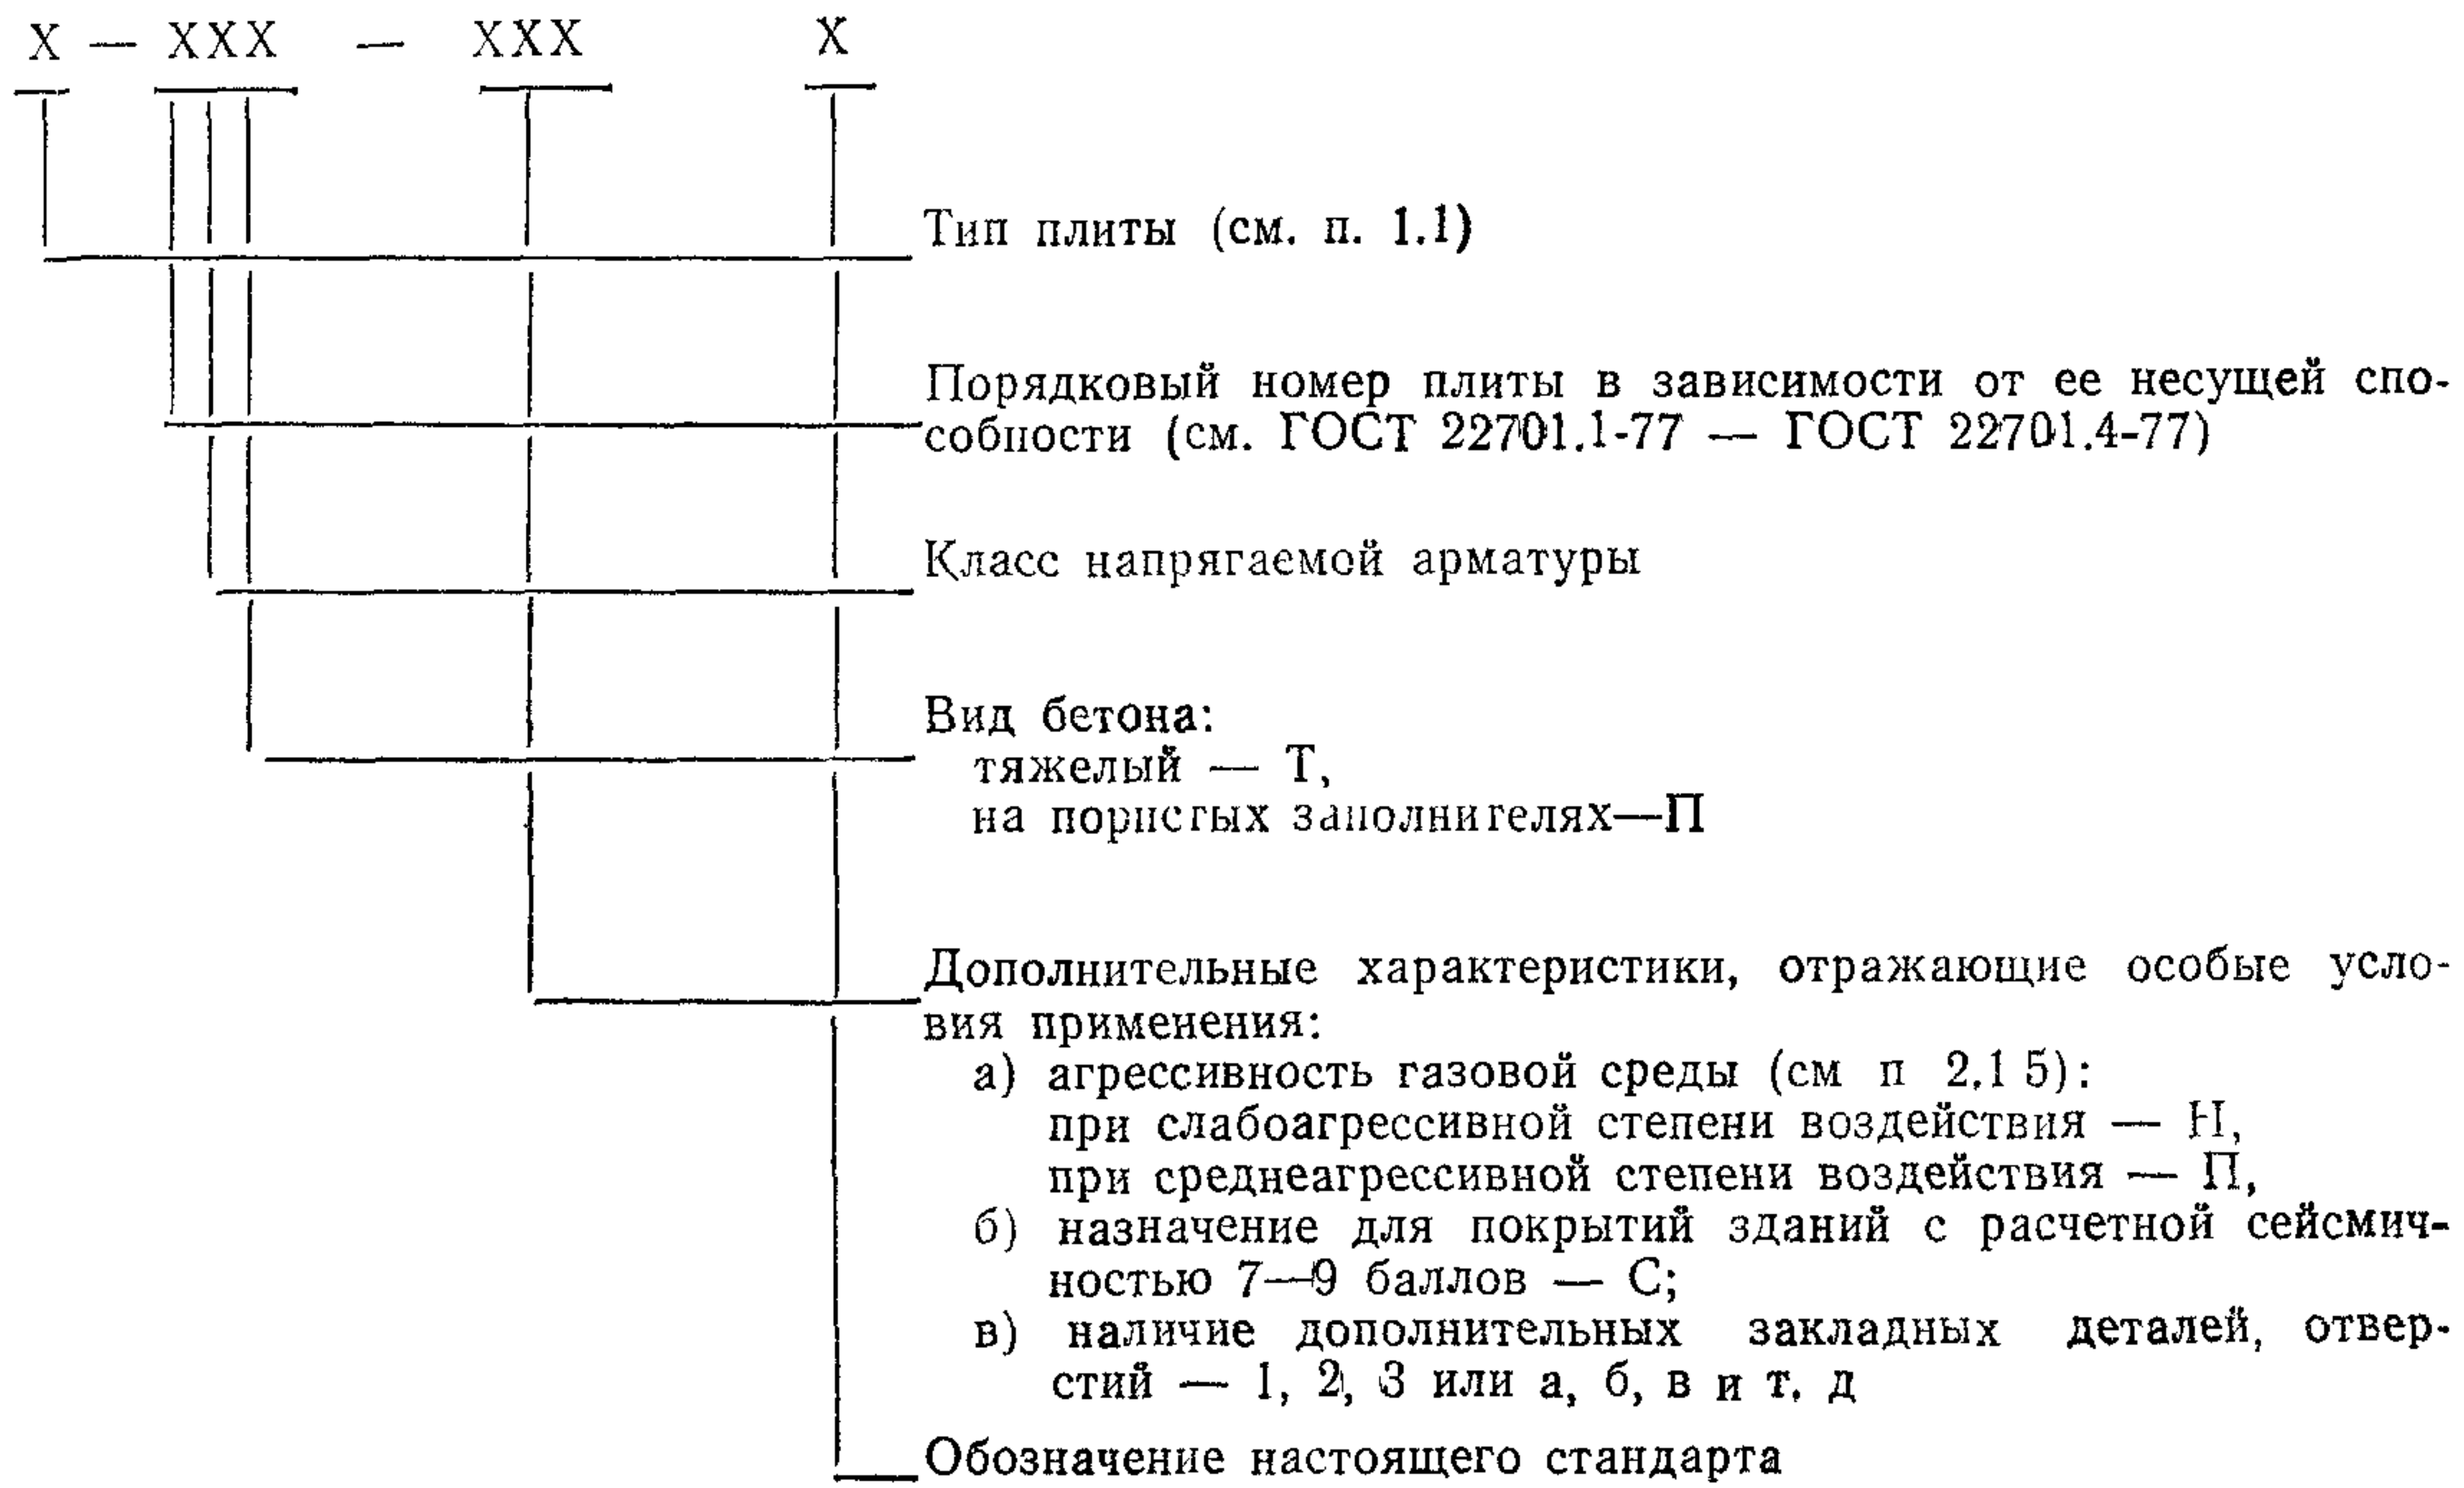 X — XXX — XXX X
Тип плиты (см. п. 1.1)
Порядковый номер плиты в зависимости от ее несущей спо-
собности (см. ГОСТ 22701.1-77 — ГОСТ 22701.4-77)
Класс напрягаемой арматуры
Вид бетона:
тяжелый — Т,
на пористых заполнителях—П
Дополнительные характеристики, отражающие особые усло-
вия применения:
а) агрессивность газовой среды (см п 2.1 5):
при слабоагрессивной степени воздействия — Н,
при среднеагрессивной степени воздействия — П,
б) назначение для покрытий зданий с расчетной сейсмич-
ностью 7—9 баллов — С;
в) наличие дополнительных закладных деталей, отвер-
стий — 1, 2, 3 или а, б, в и т. д
Обозначение настоящего стандарта